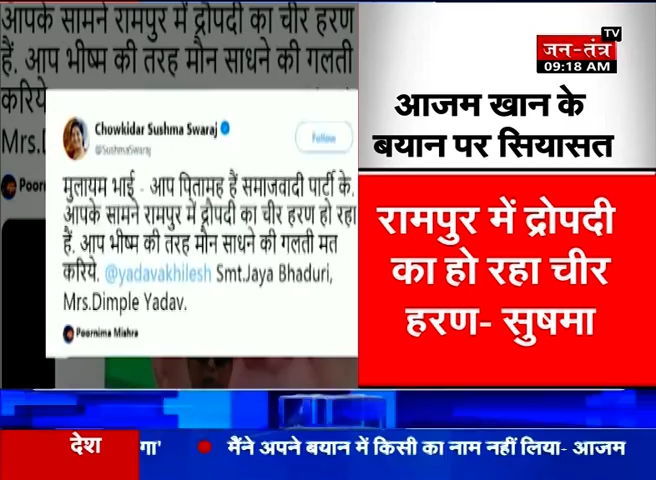 आपके सामने रामपुर में द्रोपदी का चीर हरण
हैं. आप भीष्म की तरह मौन साधने की गलती
करिये
Mrs.D
Poorn
Chowkidar Sushma Swaraj
@SushmaSwaraj
Follow
मुलायम भाई - आप पितामह हैं समाजवादी पार्टी के.
आपके सामने रामपुर में द्रौपदी का चीर हरण हो रहा
हैं. आप भीष्म की तरह मौन साधने की गलती मत
करिये. @yadavakhilesh Smt.Jaya Bhaduri,
Mrs.Dimple Yadav.
Poornima Mishra
जन-तंत्र TV
09:18 AM
आजम खान के
बयान पर सियासत
रामपुर में द्रोपदी
का हो रहा चीर
हरण- सुषमा
देश
गा' मैंने अपने बयान में किसी का नाम नहीं लिया- आजम